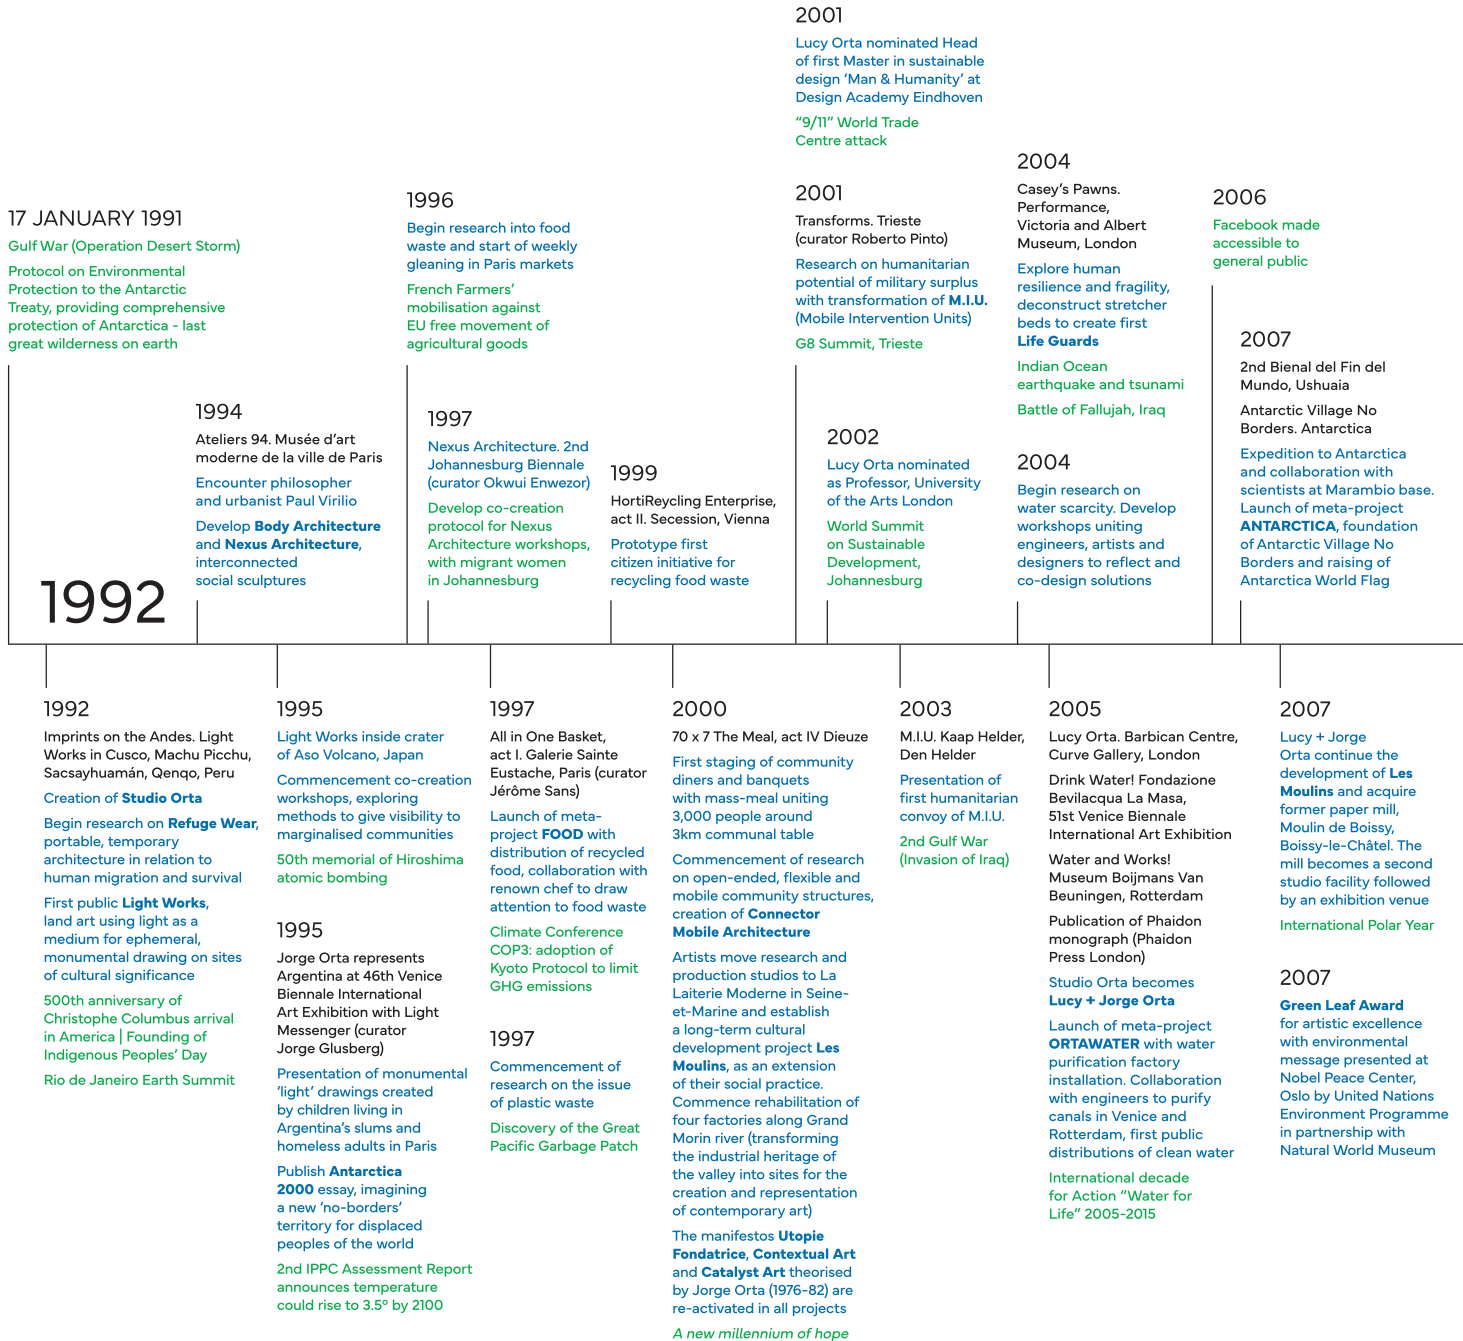 17 JANUARY 1991
Gulf War (Operation Desert Storm)
Protocol on Environmental
Protection to the Antarctic
Treaty, providing comprehensive
protection of Antarctica - last
great wilderness on earth
1992
1994
Ateliers 94. Musée d’art
moderne de la ville de Paris
Encounter philosopher
and urbanist Paul Virilio
Develop Body Architecture
and Nexus Architecture,
interconnected
social sculptures
1996
Begin research into food
waste and start of weekly
gleaning in Paris markets
French Farmers’
mobilisation against
EU free movement of
agricultural goods
1997
Nexus Architecture. 2nd
Johannesburg Biennale
(curator Okwui Enwezor)
Develop co-creation
protocol for Nexus
Architecture workshops,
with migrant women
in Johannesburg
1999
HortiReycling Enterprise,
act II. Secession, Vienna
Prototype first
citizen initiative for
recycling food waste
2001
Lucy Orta nominated Head
of first Master in sustainable
design ‘Man & Humanity’ at
Design Academy Eindhoven
“9/11” World Trade
Centre attack
2001
Transforms. Trieste
(curator Roberto Pinto)
Research on humanitarian
potential of military surplus
with transformation of M.I.U.
(Mobile Intervention Units)
G8 Summit, Trieste
2002
Lucy Orta nominated
as Professor, University
of the Arts London
World Summit
on Sustainable
Development,
Johannesburg
2004
Casey’s Pawns.
Performance,
Victoria and Albert
Museum, London
Explore human
resilience and fragility,
deconstruct stretcher
beds to create first
Life Guards
Indian Ocean
earthquake and tsunami
Battle of Fallujah, Iraq
2004
Begin research on
water scarcity. Develop
workshops uniting
engineers, artists and
designers to reflect and
co-design solutions
2006
Facebook made
accessible to
general public
2007
2nd Bienal del Fin del
Mundo, Ushuaia
Antarctic Village No
Borders. Antarctica
Expedition to Antarctica
and collaboration with
scientists at Marambio base.
Launch of meta-project
ANTARCTICA, foundation
of Antarctic Village No
Borders and raising of
Antarctica World Flag
1992
Imprints on the Andes. Light
Works in Cusco, Machu Picchu,
Sacsayhuamán, Qenqo, Peru
Creation of Studio Orta
Begin research on Refuge Wear,
portable, temporary
architecture in relation to
human migration and survival
First public Light Works,
land art using light as a
medium for ephemeral,
monumental drawing on sites
of cultural significance
500th anniversary of
Christophe Columbus arrival
in America | Founding of
Indigenous Peoples’ Day
Rio de Janeiro Earth Summit
1995
Light Works inside crater
of Aso Volcano, Japan
Commencement co-creation
workshops, exploring
methods to give visibility to
marginalised communities
50th memorial of Hiroshima
atomic bombing
1995
Jorge Orta represents
Argentina at 46th Venice
Biennale International
Art Exhibition with Light
Messenger (curator
Jorge Glusberg)
Presentation of monumental
‘light’ drawings created
by children living in
Argentina’s slums and
homeless adults in Paris
Publish Antarctica
2000 essay, imagining
a new ‘no-borders’
territory for displaced
peoples of the world
2nd IPPC Assessment Report
announces temperature
could rise to 3.5º by 2100
1997
All in One Basket,
act I. Galerie Sainte
Eustache, Paris (curator
Jérôme Sans)
Launch of meta-
project FOOD with
distribution of recycled
food, collaboration with
renown chef to draw
attention to food waste
Climate Conference
COP3: adoption of
Kyoto Protocol to limit
GHG emissions
1997
Commencement of
research on the issue
of plastic waste
Discovery of the Great
Pacific Garbage Patch
2000
70 x 7 The Meal, act IV Dieuze
First staging of community
diners and banquets
with mass-meal uniting
3,000 people around
3km communal table
Commencement of research
on open-ended, flexible and
mobile community structures,
creation of Connector
Mobile Architecture
Artists move research and
production studios to La
Laiterie Moderne in Seine-
et-Marne and establish
a long-term cultural
development project Les
Moulins, as an extension
of their social practice.
Commence rehabilitation of
four factories along Grand
Morin river (transforming
the industrial heritage of
the valley into sites for the
creation and representation
of contemporary art)
The manifestos Utopie
Fondatrice, Contextual Art
and Catalyst Art theorised
by Jorge Orta (1976-82) are
re-activated in all projects
A new millennium of hope
2003
M.I.U. Kaap Helder,
Den Helder
Presentation of
first humanitarian
convoy of M.I.U.
2nd Gulf War
(Invasion of Iraq)
2005
Lucy Orta. Barbican Centre,
Curve Gallery, London
Drink Water! Fondazione
Bevilacqua La Masa,
51st Venice Biennale
International Art Exhibition
Water and Works!
Museum Boijmans Van
Beuningen, Rotterdam
Publication of Phaidon
monograph (Phaidon
Press London)
Studio Orta becomes
Lucy + Jorge Orta
Launch of meta-project
ORTAWATER with water
purification factory
installation. Collaboration
with engineers to purify
canals in Venice and
Rotterdam, first public
distributions of clean water
International decade
for Action “Water for
Life” 2005-2015
2007
Lucy + Jorge
Orta continue the
development of Les
Moulins and acquire
former paper mill,
Moulin de Boissy,
Boissy-le-Châtel. The
mill becomes a second
studio facility followed
by an exhibition venue
International Polar Year
2007
Green Leaf Award
for artistic excellence
with environmental
message presented at
Nobel Peace Center,
Oslo by United Nations
Environment Programme
in partnership with
Natural World Museum